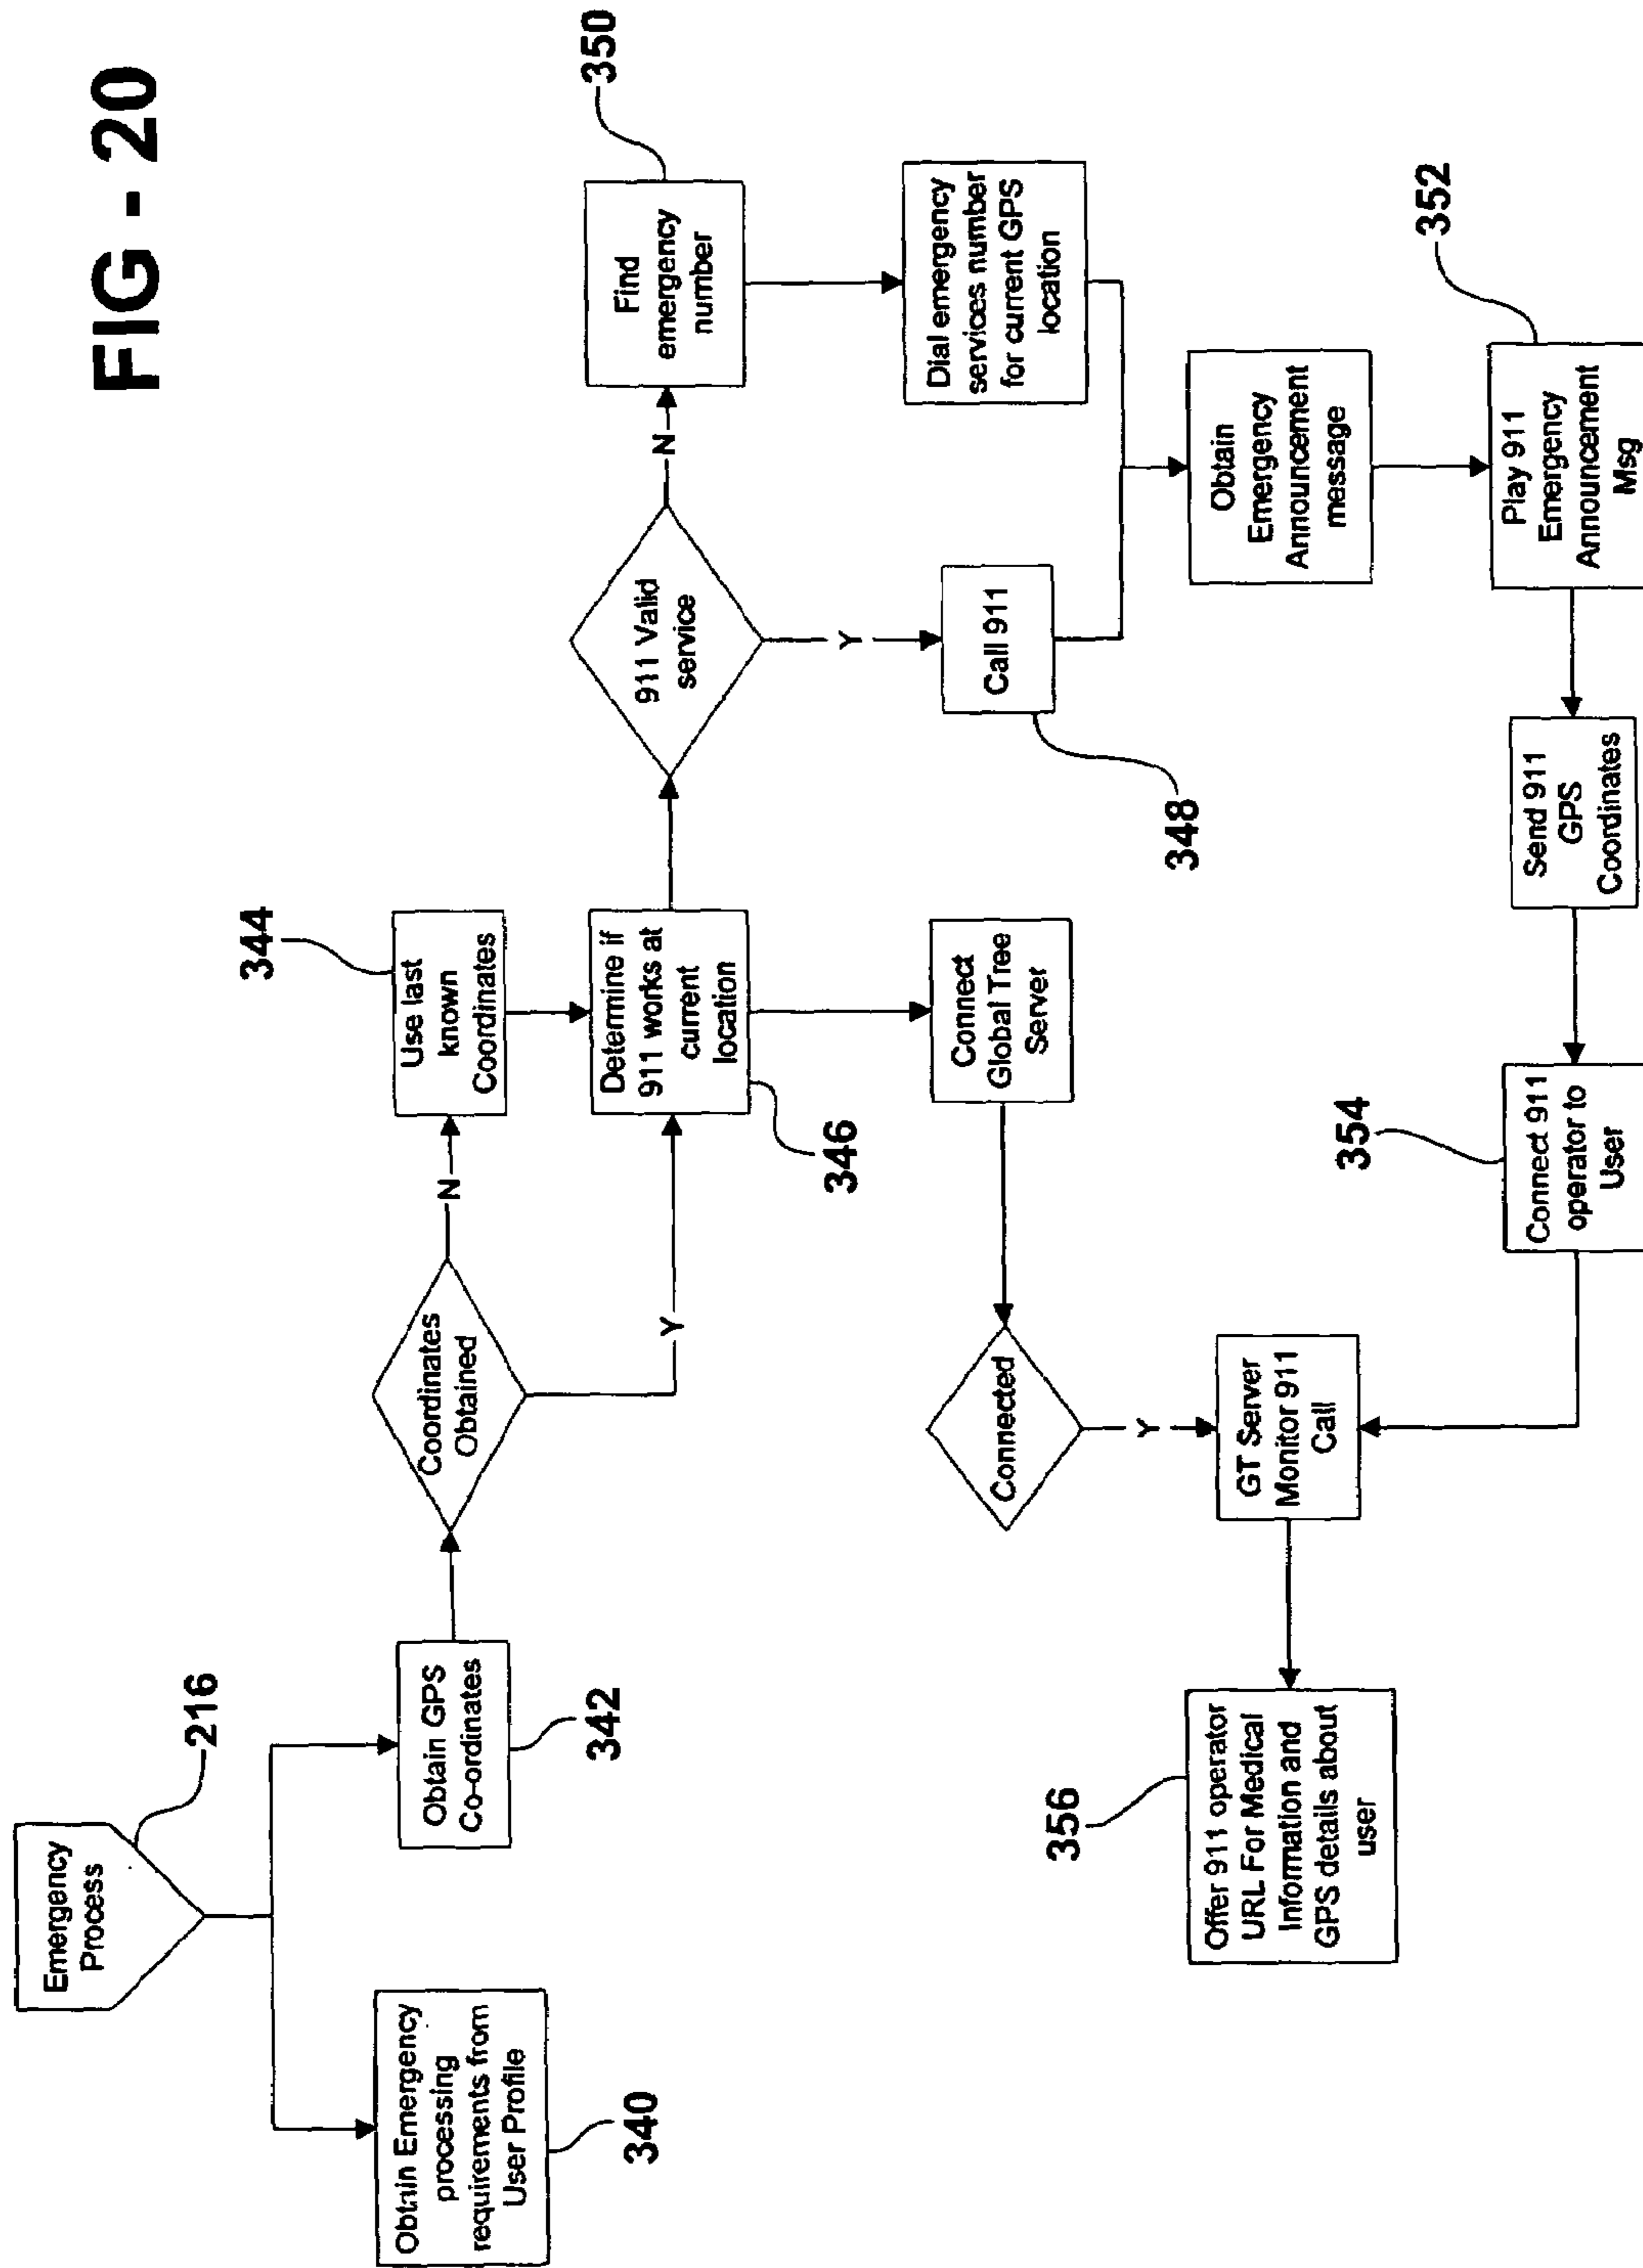 FIG - 20
Emergency
Process
216
Obtain Emergency
processing
requirements from
User Profile
340
Obtain GPS
Co-ordinates
342
Coordinates
Obtained
N
Y
Use last
known
Coordinates
344
Determine if
911 works at
current
location
346
911 Valid
service
N
Y
Find
emergency
number
350
Dial emergency
services number
for current GPS
location
Call 911
348
Connect
Global Tree
Server
Connected
Y
Obtain
Emergency
Announcement
message
Play 911
Emergency
Announcement
Msg
352
Send 911
GPS
Coordinates
Connect 911
operator to
User
354
GT Server
Monitor 911
Call
Offer 911 operator
URL For Medical
Information and
GPS details about
user
356